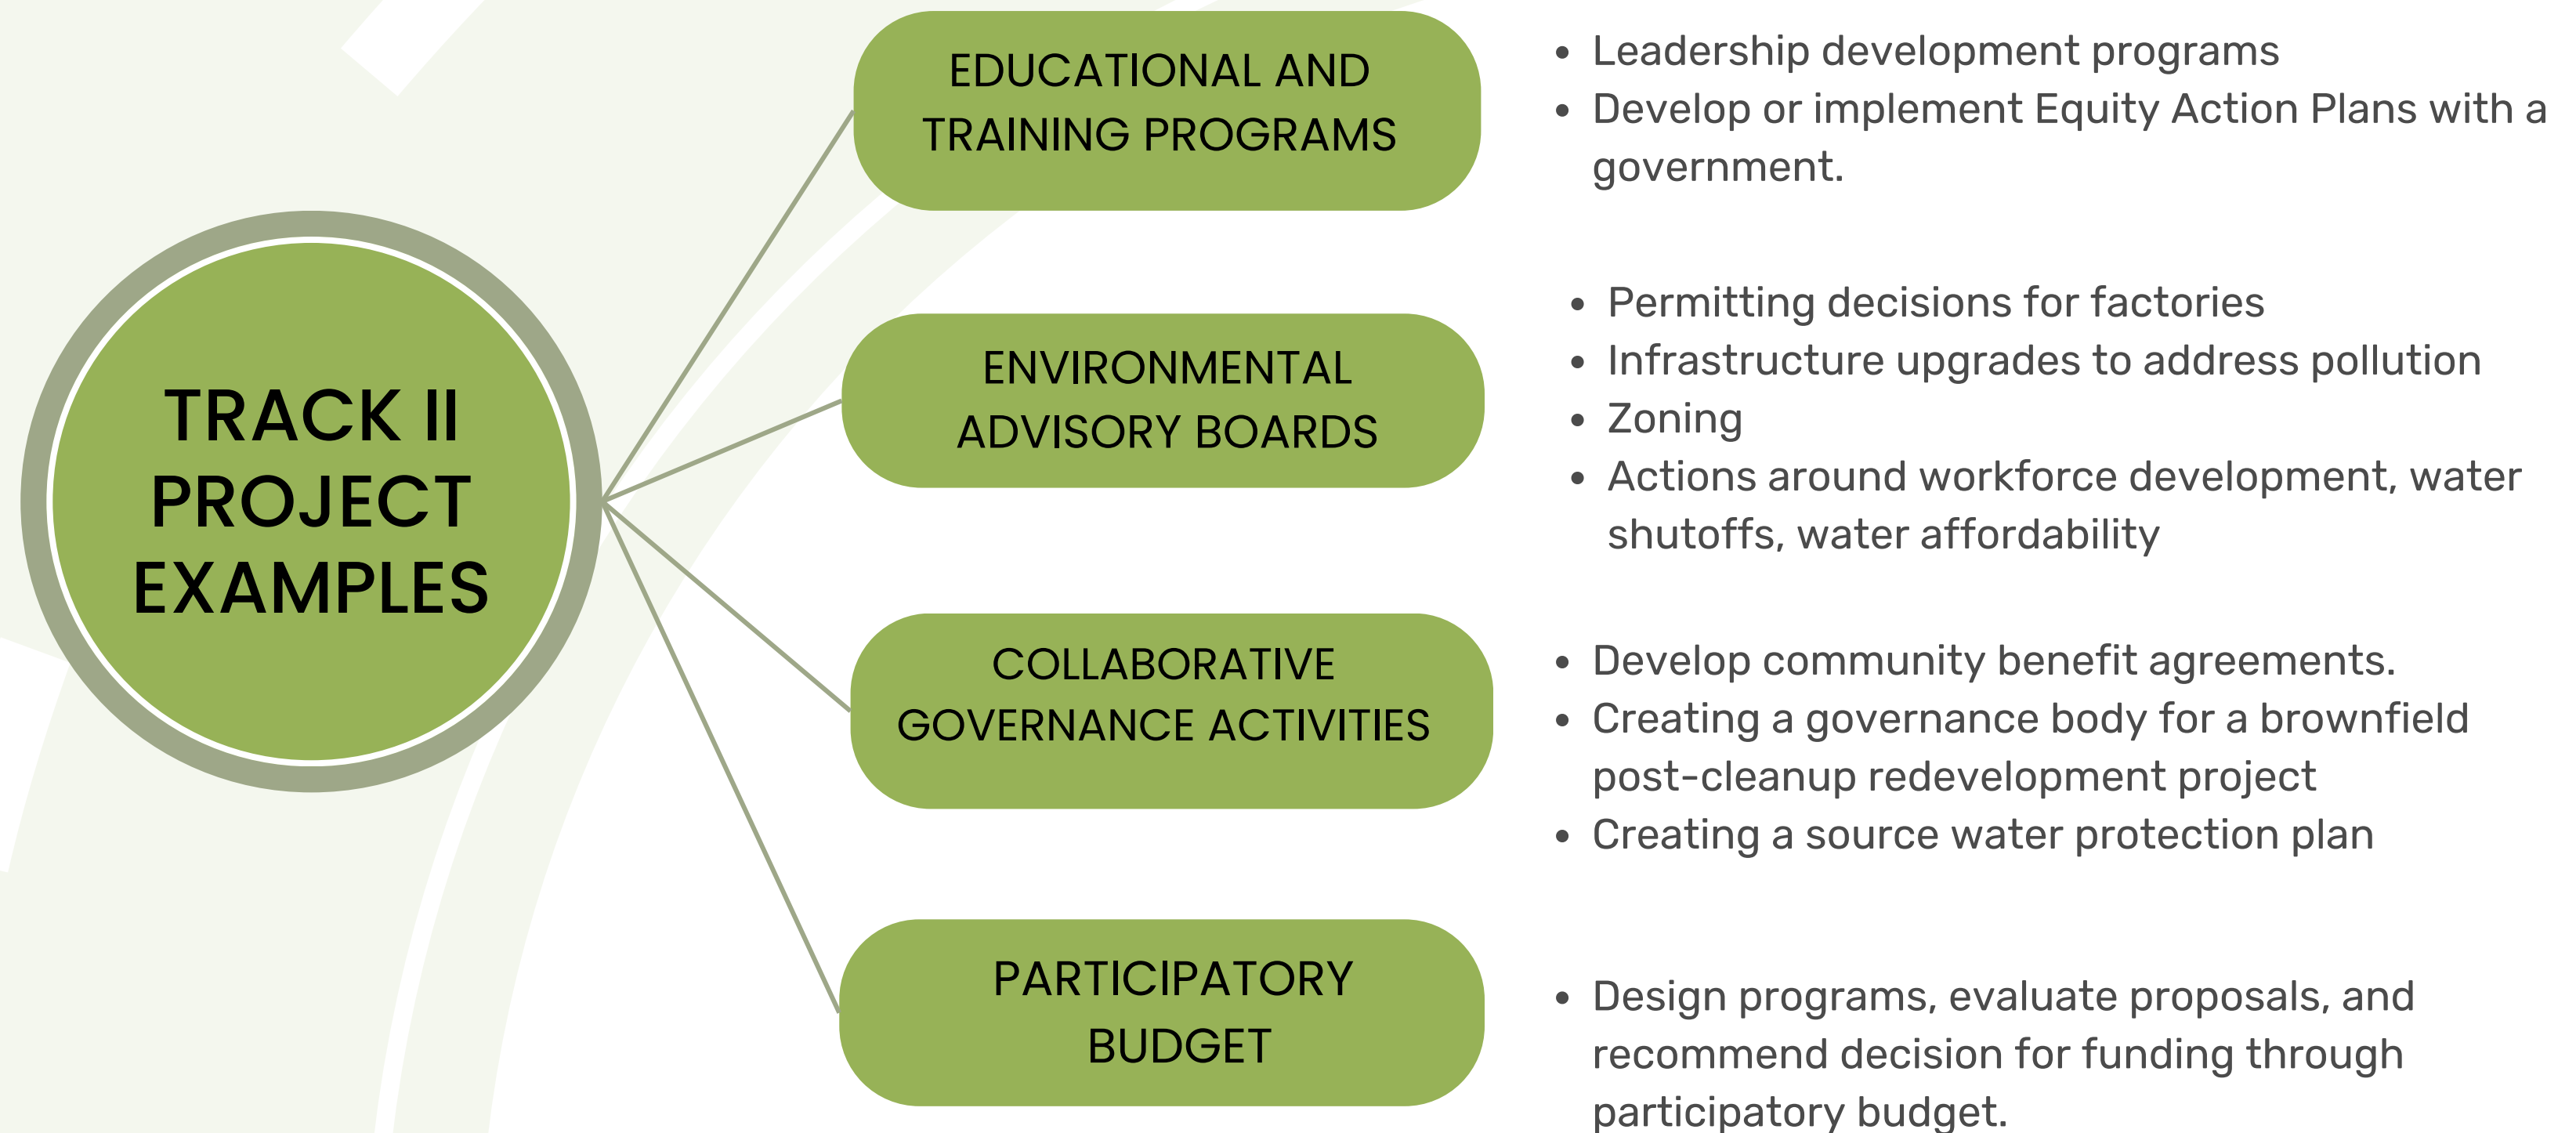 TRACK II
PROJECT
EXAMPLES
EDUCATIONAL AND
TRAINING PROGRAMS
• Leadership development programs
• Develop or implement Equity Action Plans with a
government.
ENVIRONMENTAL
ADVISORY BOARDS
• Permitting decisions for factories
• Infrastructure upgrades to address pollution
• Zoning
• Actions around workforce development, water
shutoffs, water affordability
COLLABORATIVE
GOVERNANCE ACTIVITIES
• Develop community benefit agreements.
• Creating a governance body for a brownfield
post-cleanup redevelopment project
• Creating a source water protection plan
PARTICIPATORY
BUDGET
• Design programs, evaluate proposals, and
recommend decision for funding through
participatory budget.